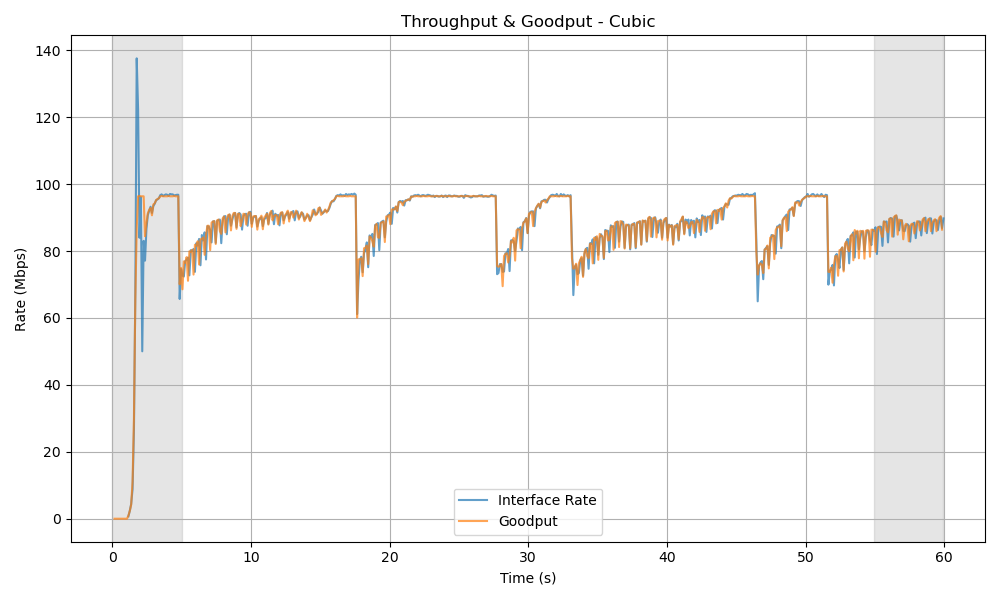 Throughput & Goodput - Cubic
Rate (Mbps)
140
120
100
80
60
40
20
0
Interface Rate
Goodput
0 10 20 30 40 50 60
Time (s)